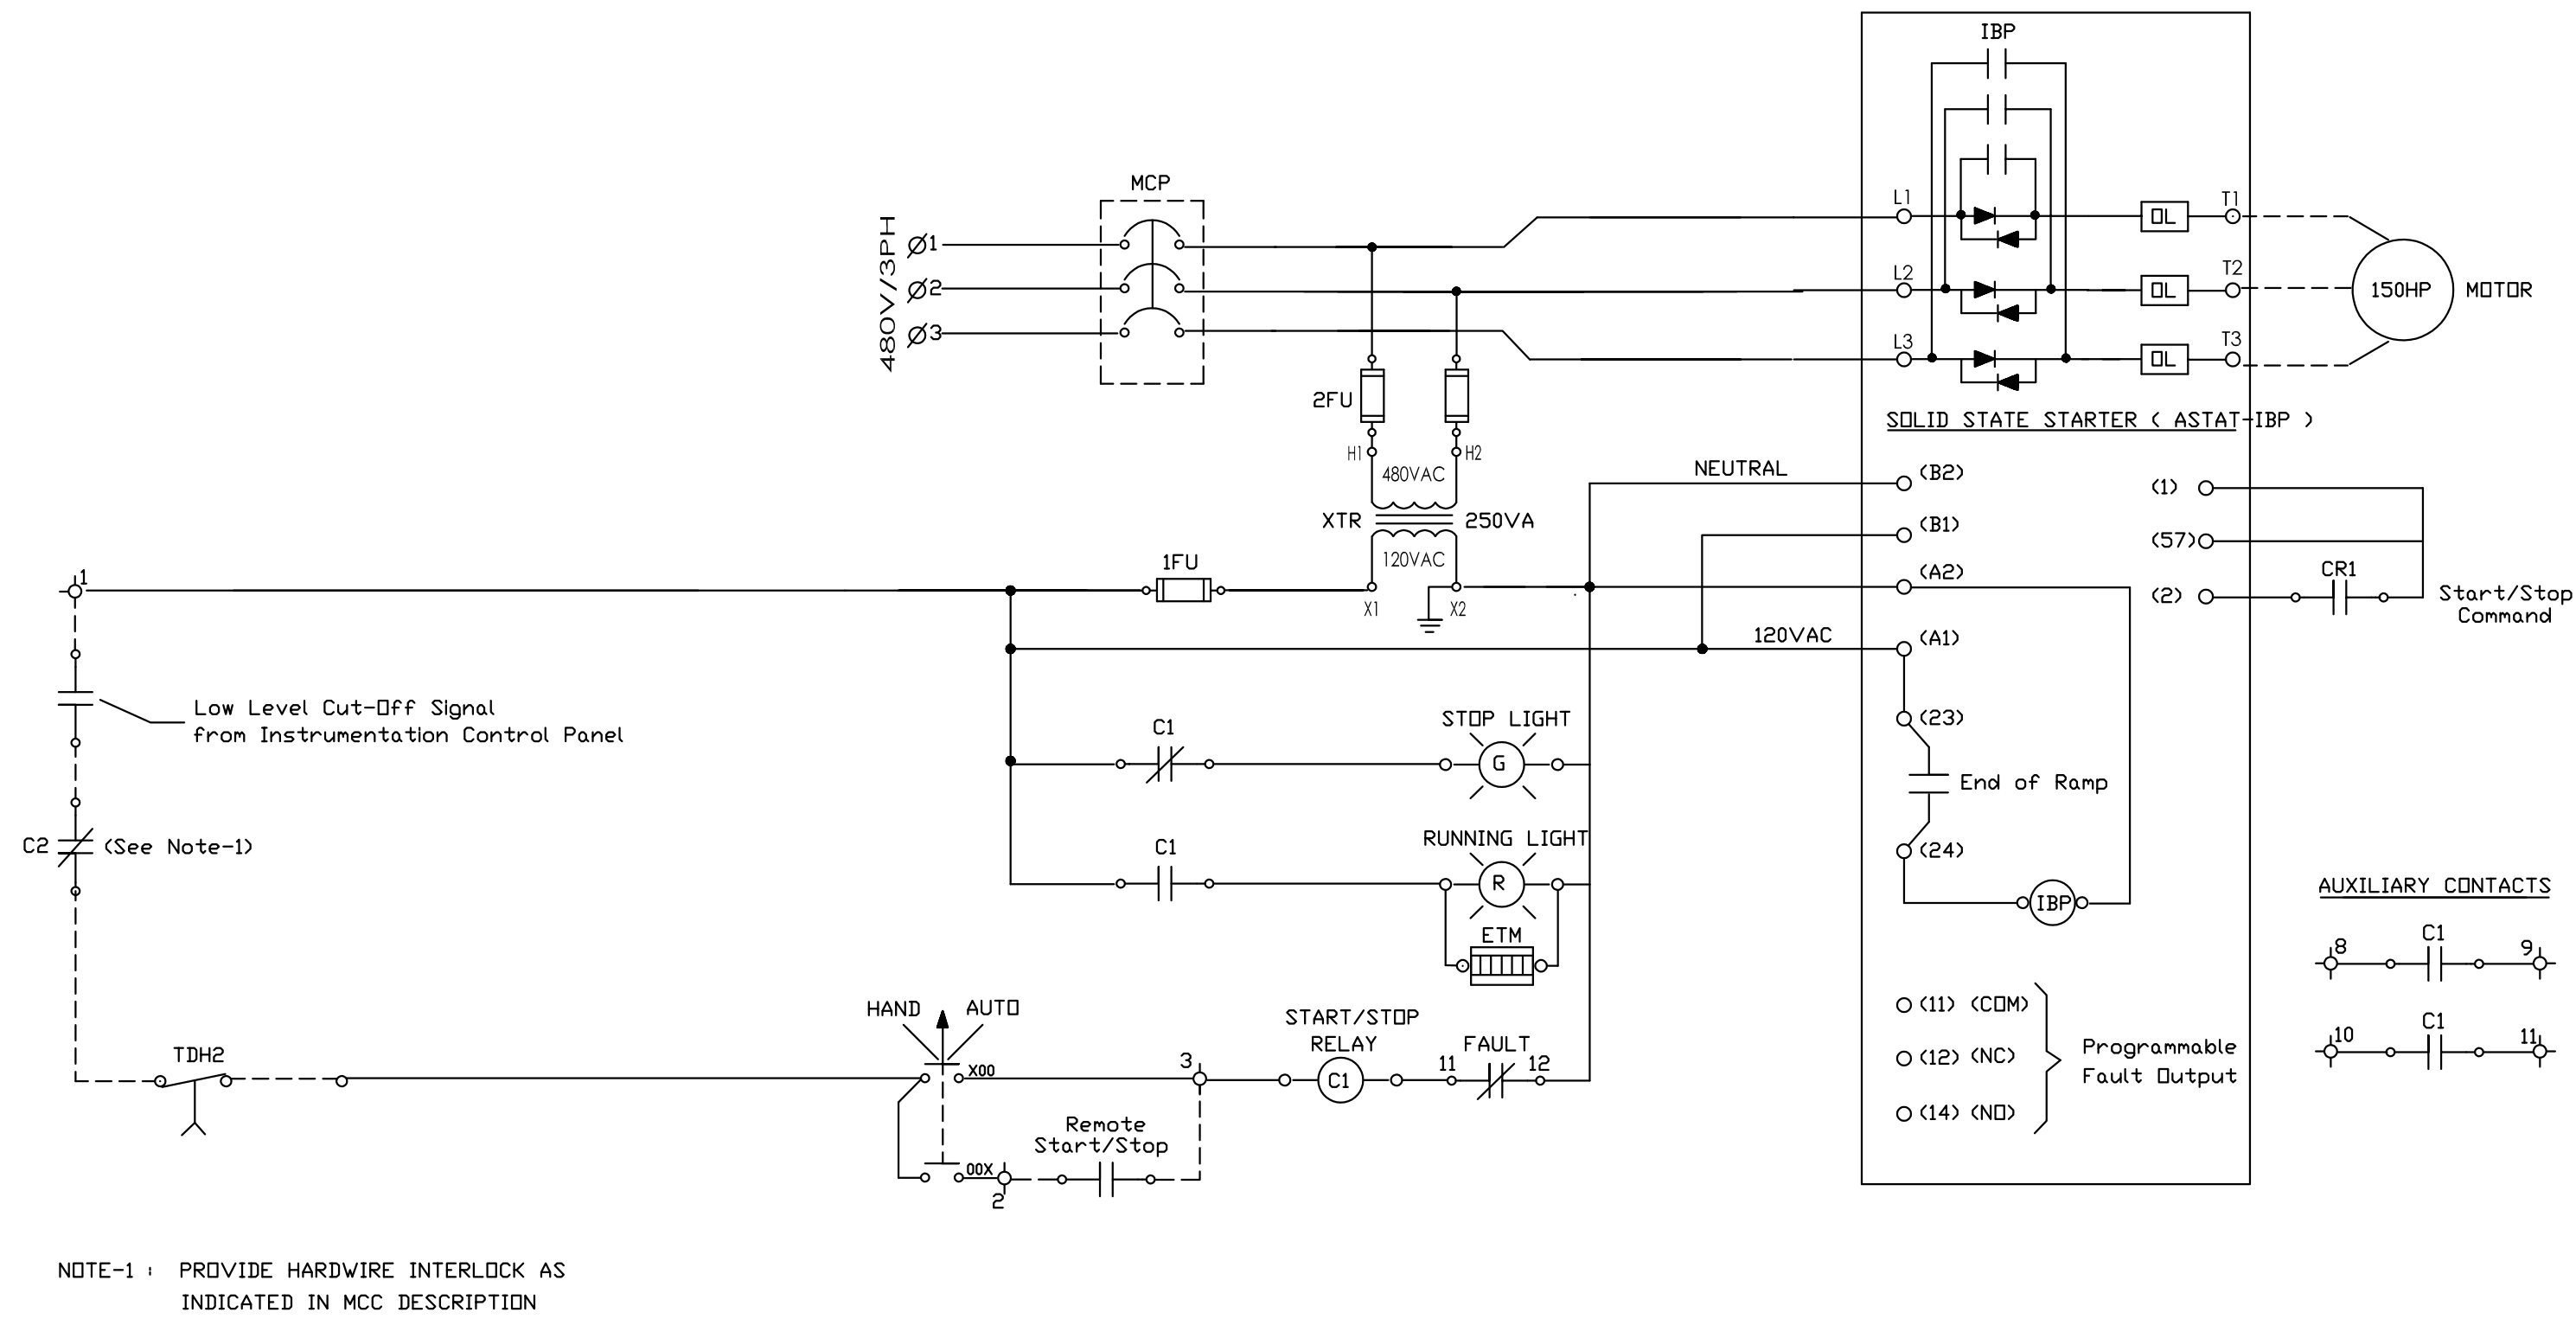 IBP
MCP
480V/3PH
Ø1
Ø2
Ø3
L1
L2
L3
OL
OL
OL
T1
T2
T3
150HP
MOTOR
2FU
H1
H2
480VAC
XTR
250VA
120VAC
X1
X2
1FU
SOLID STATE STARTER ( ASTAT-IBP )
NEUTRAL
(B2)
(B1)
(A2)
120VAC
(A1)
(1)
(57)
(2)
CR1
Start/Stop
Command
1
Low Level Cut-Off Signal
from Instrumentation Control Panel
C2
(See Note-1)
C1
STOP LIGHT
G
C1
RUNNING LIGHT
R
ETM
(23)
End of Ramp
(24)
IBP
AUXILIARY CONTACTS
8
C1
9
10
C1
11
(11) (COM)
(12) (NC)
(14) (NO)
Programmable
Fault Output
TDH2
HAND
AUTO
X00
3
START/STOP
RELAY
C1
FAULT
11
12
00X
2
Remote
Start/Stop
NOTE-1 : PROVIDE HARDWIRE INTERLOCK AS
INDICATED IN MCC DESCRIPTION